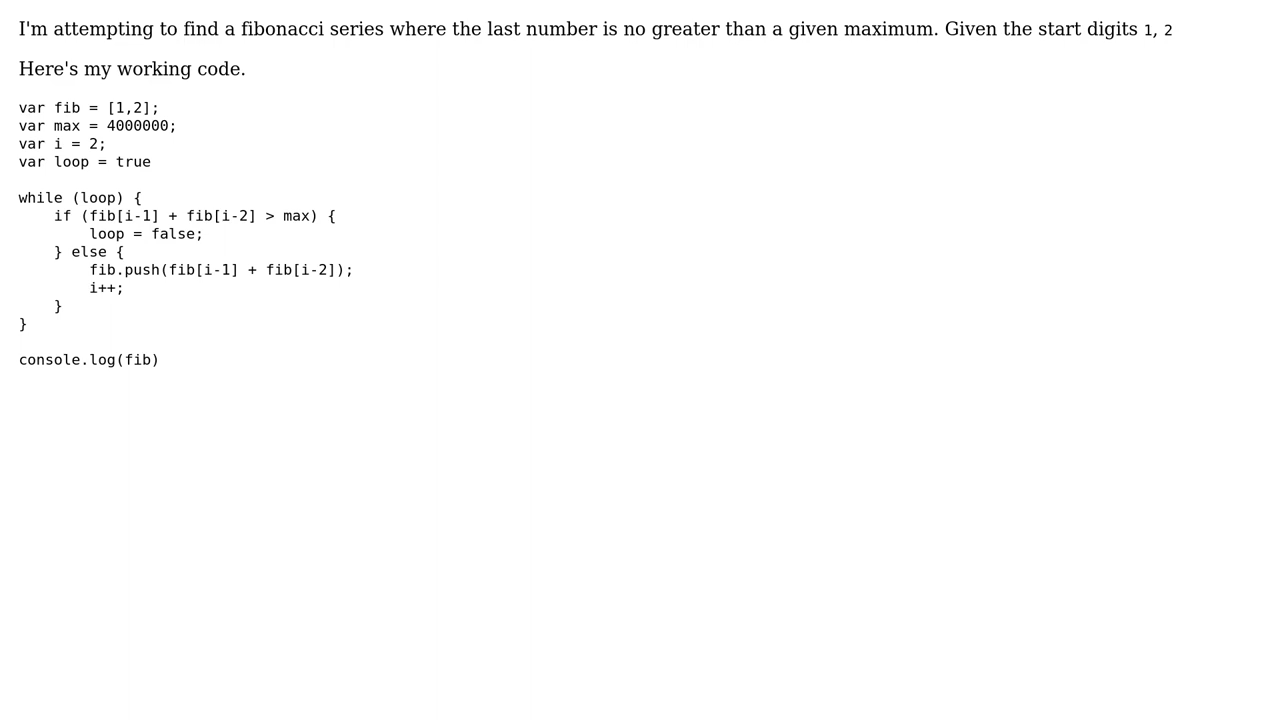 I'm attempting to find a fibonacci series where the last number is no greater than a given maximum. Given the start digits 1, 2
Here's my working code.
var fib = [1,2];
var max = 4000000;
var i = 2;
var loop = true
while (loop) {
    if (fib[i-1] + fib[i-2] > max) {
        loop = false;
    } else {
        fib.push(fib[i-1] + fib[i-2]);
        i++;
    }
}
console.log(fib)